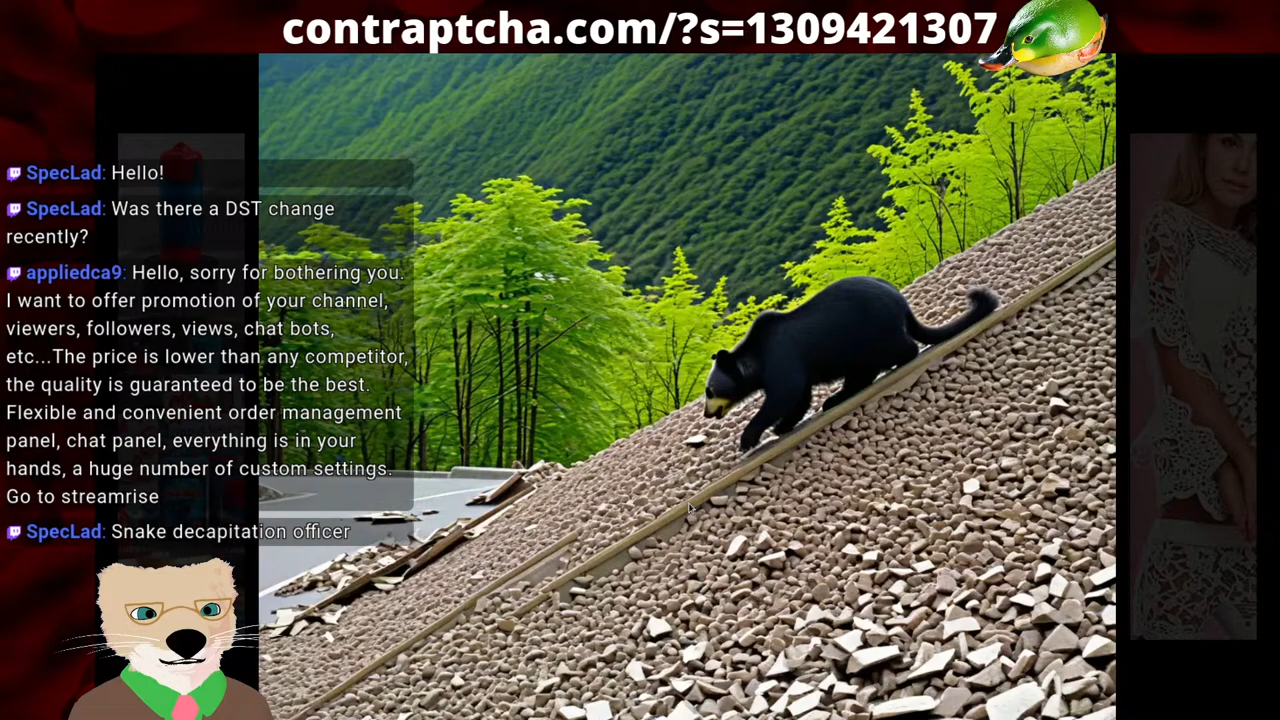 contraptcha.com/?s=1309421307
SpecLad: Hello!
SpecLad: Was there a DST change
recently?
appliedca9: Hello, sorry for bothering you.
I want to offer promotion of your channel,
viewers, followers, views, chat bots,
etc...The price is lower than any competitor,
the quality is guaranteed to be the best.
Flexible and convenient order management
panel, chat panel, everything is in your
hands, a huge number of custom settings.
Go to streamrise
SpecLad: Snake decapitation officer